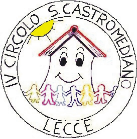 IV CIRCOLO S. CASTROMEDIANO
LECCE